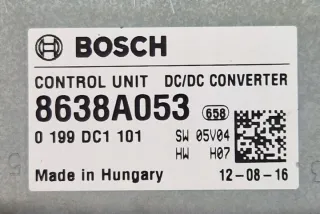 BOSCH
CONTROL UNIT DC/DC CONVERTER
8638A053 658
0 199 DC1 101 SW 05V04
HW H07
Made in Hungary 12-08-16